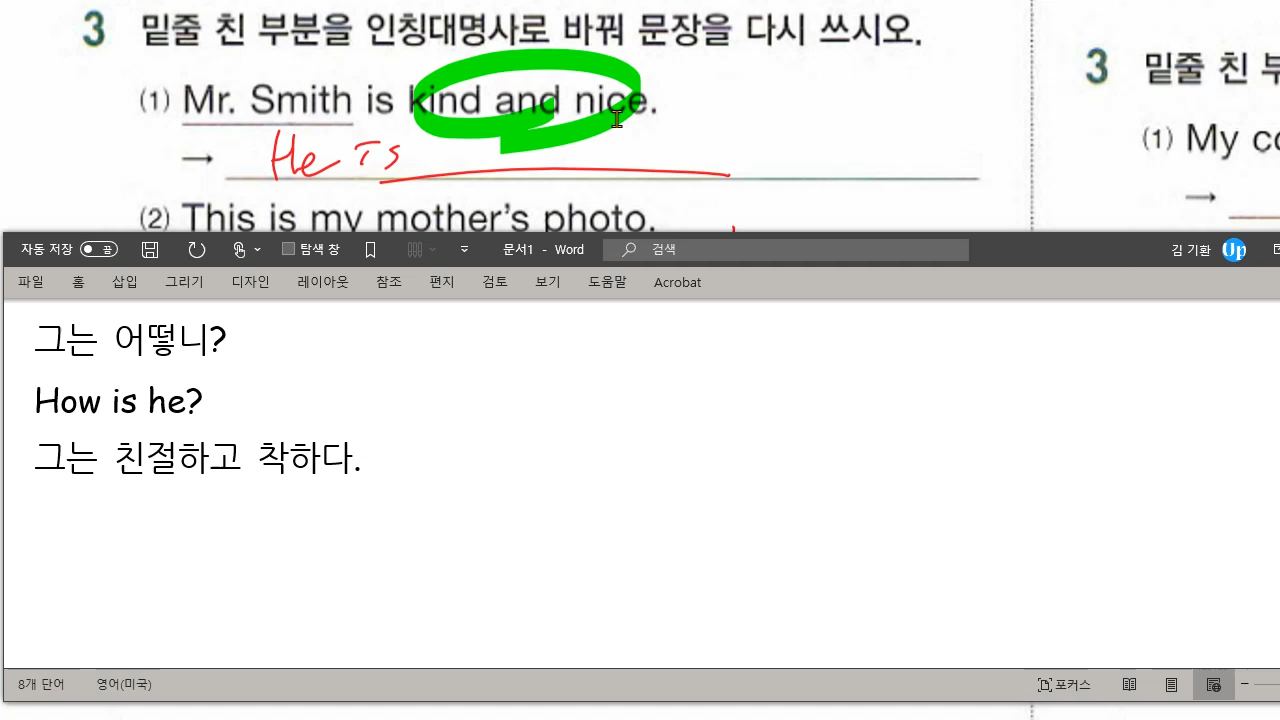 3 밑줄 친 부분을 인칭대명사로 바꿔 문장을 다시 쓰시오.
(1) Mr. Smith is kind and nice.
→ He is
(2) This is my mother's photo.
3 밑줄 친 부
(1) My co
→
자동 저장 끔 탐색 창 문서1 - Word 검색 김 기환 Up
파일 홈 삽입 그리기 디자인 레이아웃 참조 편지 검토 보기 도움말 Acrobat
그는 어떻니?
How is he?
그는 친절하고 착하다.
8개 단어 영어(미국) 포커스